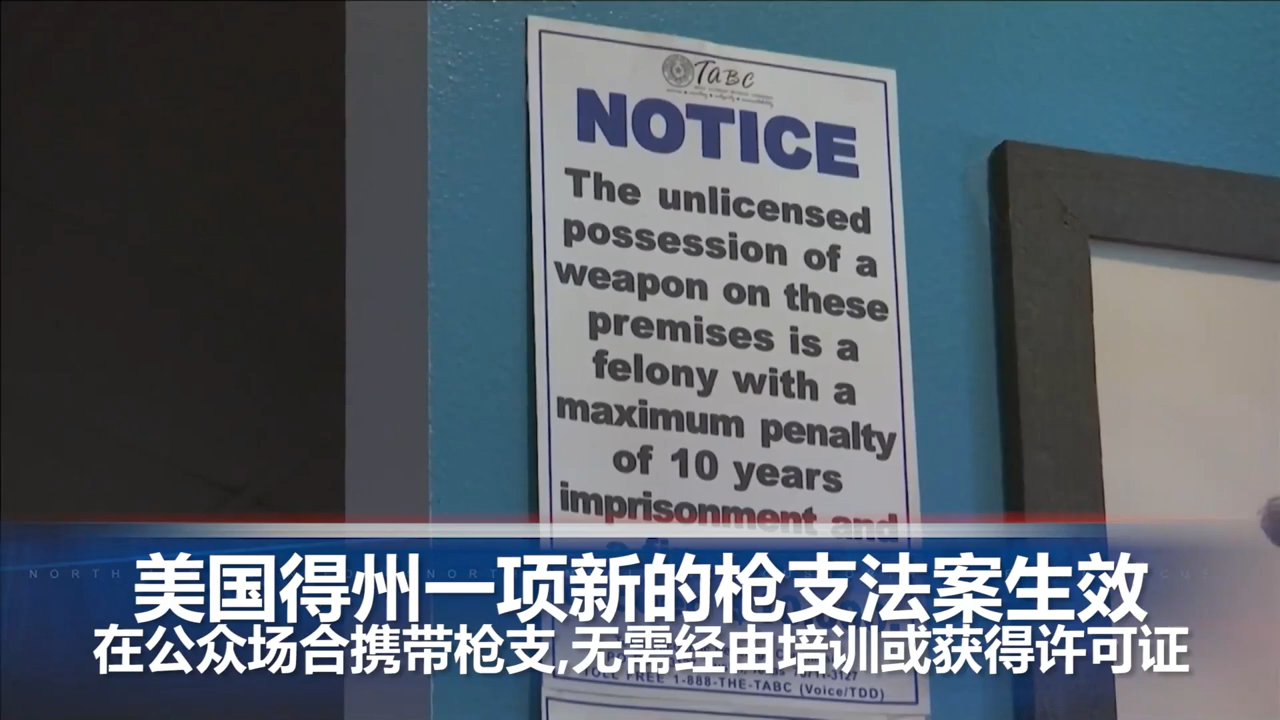 TABC
NOTICE
The unlicensed
possession of a
weapon on these
premises is a
felony with a
maximum penalty
of 10 years
imprisonment and
美国得州一项新的枪支法案生效
在公众场合携带枪支,无需经由培训或获得许可证
TOLL FREE 1-888-THE-TABC (Voice/TDD)